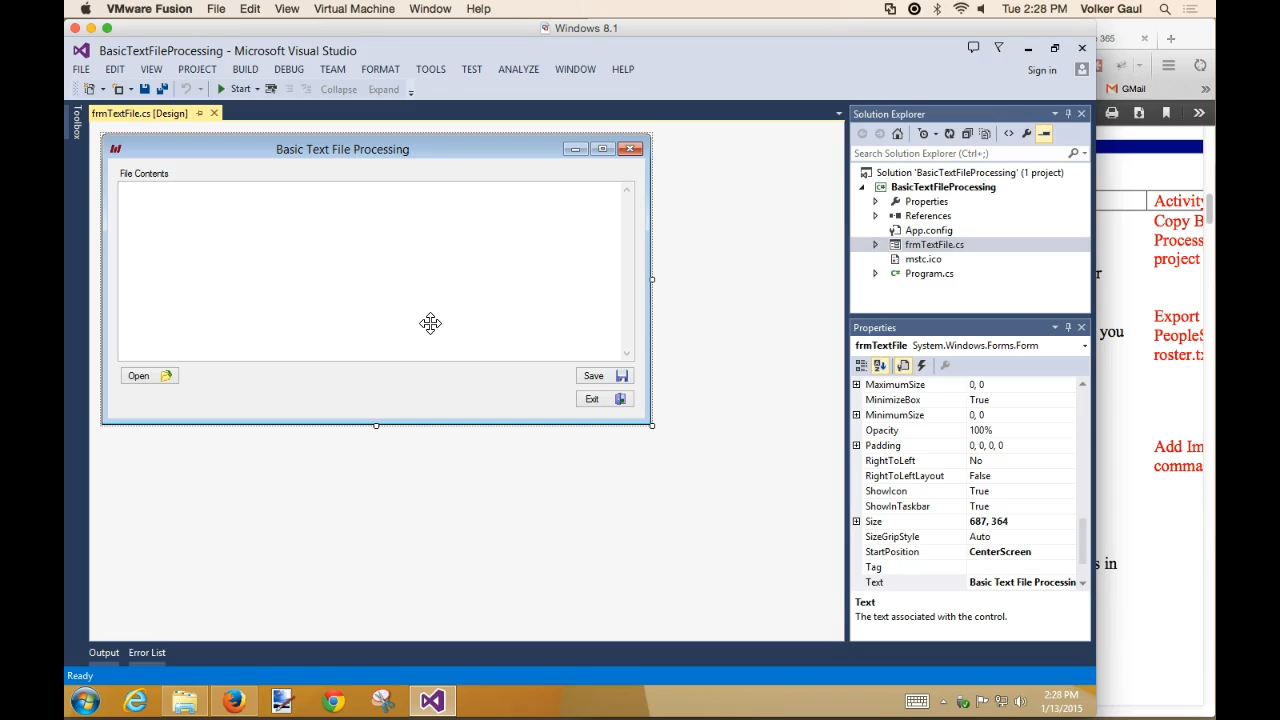 VMware Fusion File Edit View Virtual Machine Window Help Tue 2:28 PM Volker Gaul
Windows 8.1
365
BasicTextFileProcessing - Microsoft Visual Studio
FILE EDIT VIEW PROJECT BUILD DEBUG TEAM FORMAT TOOLS TEST ANALYZE WINDOW HELP
Sign in
Start Collapse Expand
GMail
frmTextFile.cs [Design]
Toolbox
Basic Text File Processing
File Contents
Open
Save
Exit
Solution Explorer
Search Solution Explorer (Ctrl+;)
Solution 'BasicTextFileProcessing' (1 project)
BasicTextFileProcessing
Properties
References
App.config
frmTextFile.cs
mstc.ico
Program.cs
Properties
frmTextFile System.Windows.Forms.Form
MaximumSize 0, 0
MinimizeBox True
MinimumSize 0, 0
Opacity 100%
Padding 0, 0, 0, 0
RightToLeft No
RightToLeftLayout False
ShowIcon True
ShowInTaskbar True
Size 687, 364
SizeGripStyle Auto
StartPosition CenterScreen
Tag
Text Basic Text File Processin
Text
The text associated with the control.
Activity
Copy B
Process
project
r
Export
you PeopleS
roster.tx
Add Im
comma
s in
Output Error List
Ready
2:28 PM
1/13/2015